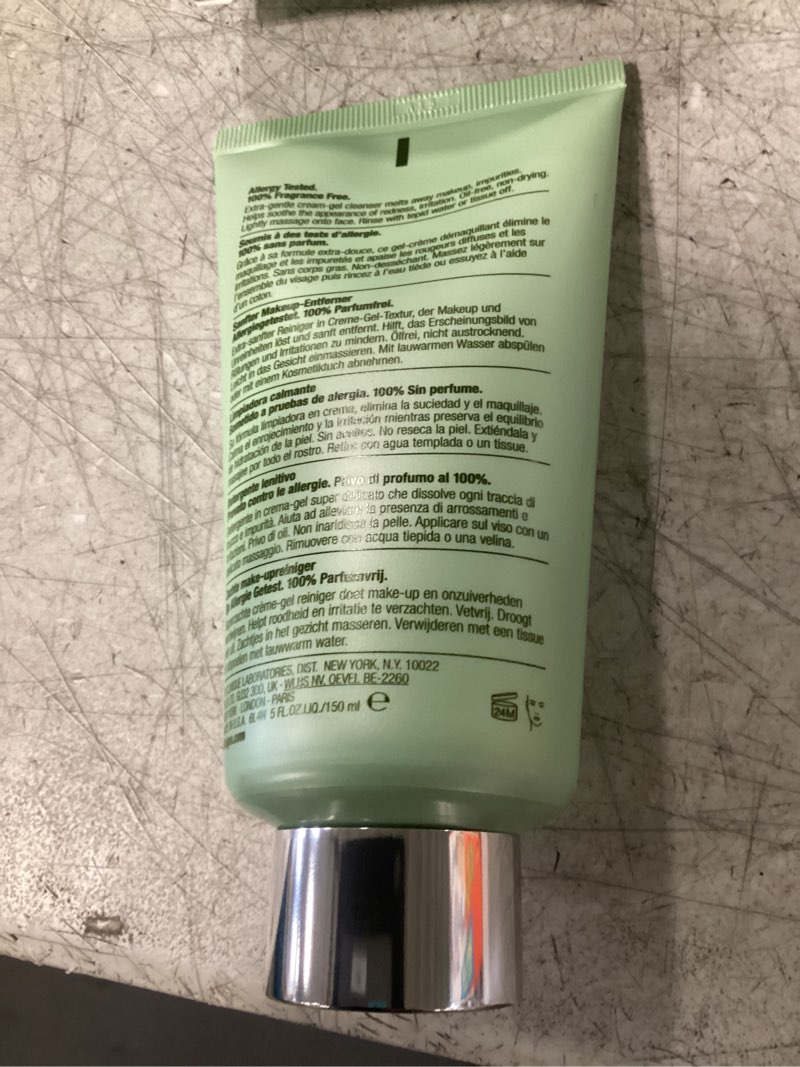 Allergy Tested.
100% Fragrance Free.
Extra-gentle cream-gel cleanser melts away makeup, impurities.
Helps soothe the appearance of redness, irritation. Oil-free, non-drying.
Lightly massage onto face. Rinse with tepid water or tissue off.
Soumis à des tests d'allergie.
100% sans parfum.
Grâce à sa formule extra-douce, ce gel-crème démaquillant élimine le
maquillage et les impuretés et apaise les rougeurs diffuses et les
irritations. Sans corps gras. Non-desséchant. Massez légèrement sur
l'ensemble du visage puis rincez à l'eau tiède ou essuyez à l'aide
d'un coton.
Sanfter Makeup-Entferner
Allergiegetestet. 100% Parfumfrei.
Extra-sanfter Reiniger in Creme-Gel-Textur, der Makeup und
Unreinheiten löst und sanft entfernt. Hilft, das Erscheinungsbild von
Rötungen und Irritationen zu mindern. Ölfrei, nicht austrocknend.
Leicht in das Gesicht einmassieren. Mit lauwarmen Wasser abspülen
oder mit einem Kosmetiktuch abnehmen.
Limpiadora calmante
Sometido a pruebas de alergia. 100% Sin perfume.
Su fórmula limpiadora en crema, elimina la suciedad y el maquillaje.
Calma el enrojecimiento y la irritación mientras preserva el equilibrio
de hidratación de la piel. Sin aceites. No reseca la piel. Extiéndala y
por todo el rostro. Retire con agua templada o un tissue.
Detergente lenitivo
contro le allergie. Privo di profumo al 100%.
Detergente in crema-gel super delicato che dissolve ogni traccia di
e impurità. Aiuta ad alleviare la presenza di arrossamenti e
Privo di oli. Non inaridisce la pelle. Applicare sul viso con un
massaggio. Rimuovere con acqua tiepida o una velina.
make-upreiniger
Allergie Getest. 100% Parfumvrij.
crème-gel reiniger doet make-up en onzuiverheden
Helpt roodheid en irritatie te verzachten. Vetvrij. Droogt
Zachtjes in het gezicht masseren. Verwijderen met een tissue
met lauwwarm water.
LABORATORIES, DIST. NEW YORK, N.Y. 10022
GU32 3DD, UK · WLHS NV, OEVEL BE-2260
LONDON · PARIS
U.S.A. 5 FL.OZ.LIQ./150 ml ℮
24M